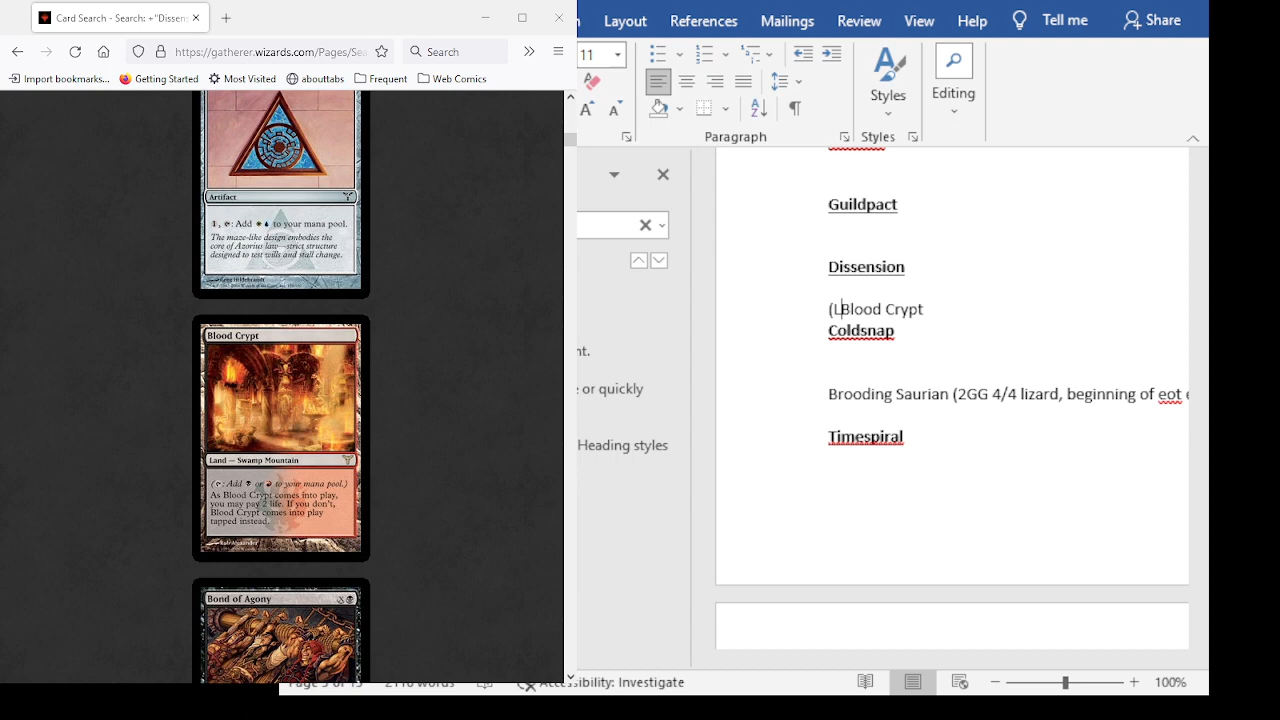 Card Search - Search: +"Dissens
https://gatherer.wizards.com/Pages/Sea
Search
Import bookmarks...
Getting Started
Most Visited
abouttabs
Frequent
Web Comics
Artifact
1, : Add to your mana pool.
The maze-like design embodies the
core of Azorius law—strict structure
designed to test wills and stall change.
Blood Crypt
Land — Swamp Mountain
( : Add or to your mana pool.)
As Blood Crypt comes into play,
you may pay 2 life. If you don't,
Blood Crypt comes into play
tapped instead.
Bond of Agony
X
Layout
References
Mailings
Review
View
Help
Tell me
Share
11
Styles
Editing
Paragraph
Styles
nt.
e or quickly
Heading styles
Guildpact
Dissension
(LBlood Crypt
Coldsnap
Brooding Saurian (2GG 4/4 lizard, beginning of eot e
Timespiral
Accessibility: Investigate
100%